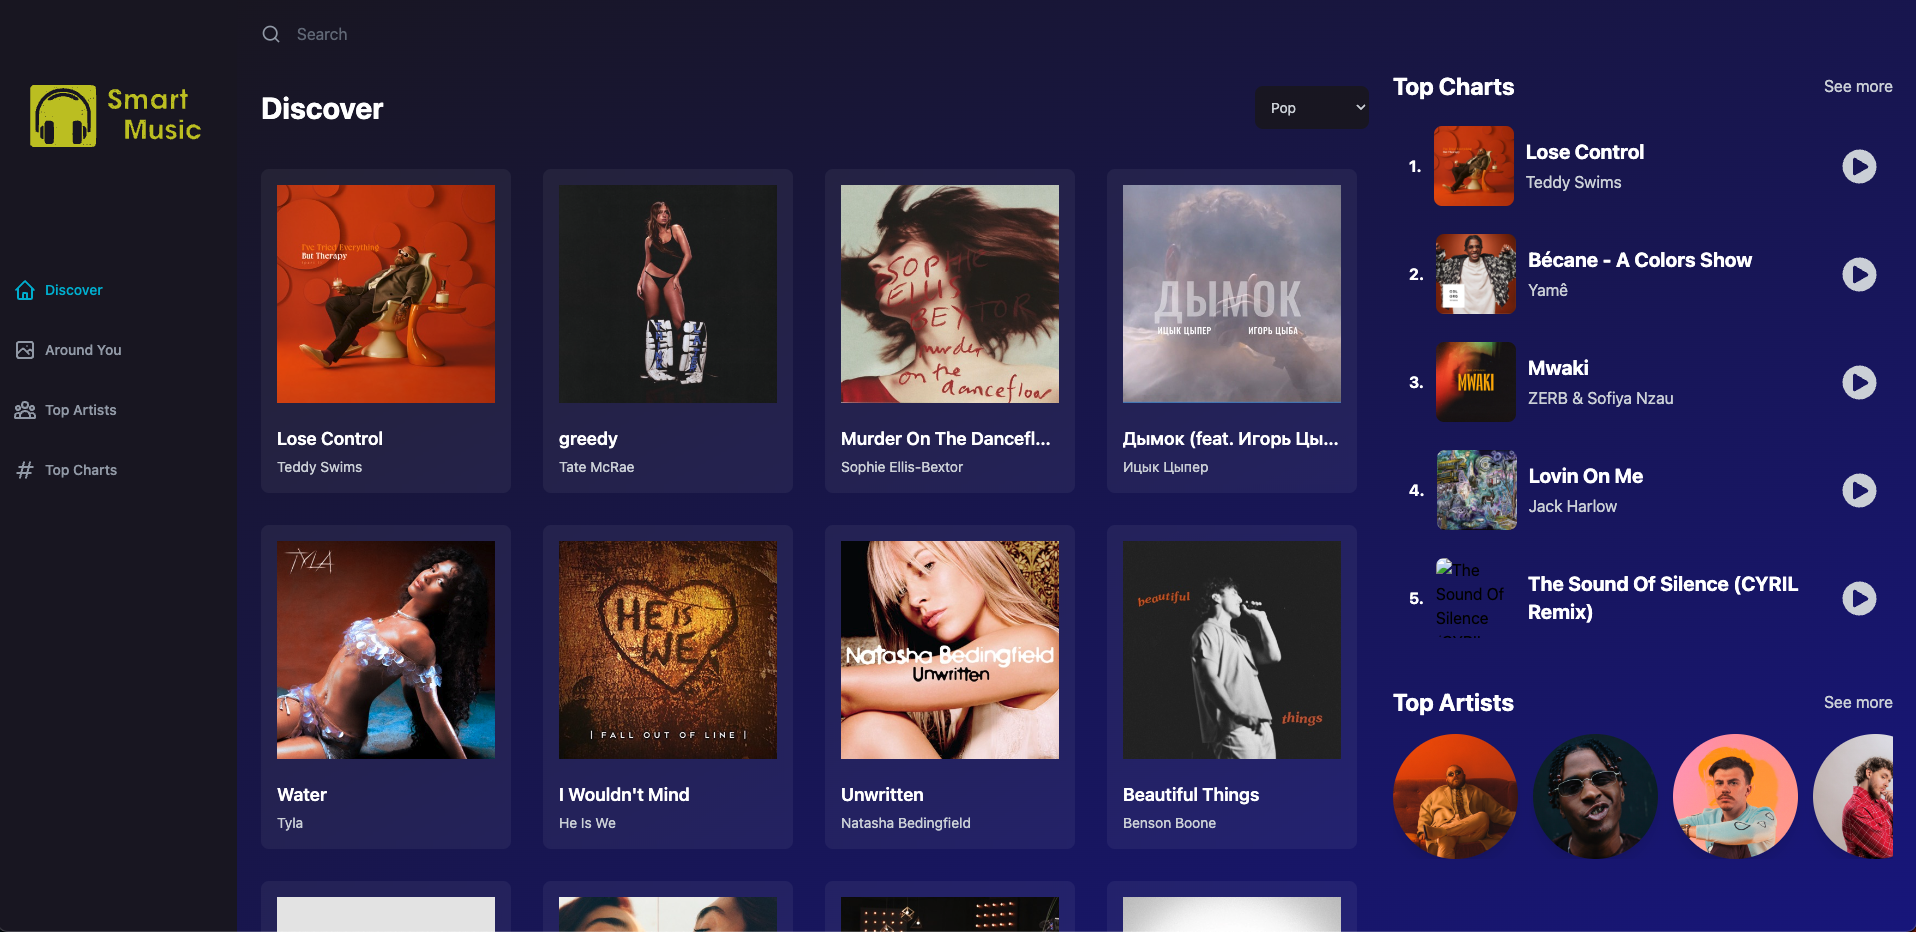 Search
Smart
Music
Discover
Around You
Top Artists
Top Charts
Discover
Pop
I've Tried Everything
But Therapy
Lose Control
Teddy Swims
greedy
Tate McRae
SOPHIE
ELLIS
BEXTOR
murder
on the
dancefloor
Murder On The Dancefl...
Sophie Ellis-Bextor
ДЫМОК
ИЦЫК ЦЫПЕР
ИГОРЬ ЦЫБА
Дымок (feat. Игорь Цы...
Ицык Цыпер
TYLA
Water
Tyla
HE IS
WE
| FALL OUT OF LINE |
I Wouldn't Mind
He Is We
Natasha Bedingfield
Unwritten
Unwritten
Natasha Bedingfield
beautiful
things
Beautiful Things
Benson Boone
Top Charts
See more
1.
Lose Control
Teddy Swims
2.
Bécane - A Colors Show
Yamê
3.
MWAKI
Mwaki
ZERB & Sofiya Nzau
4.
Lovin On Me
Jack Harlow
5.
The
Sound Of
Silence
The Sound Of Silence (CYRIL
Remix)
Top Artists
See more